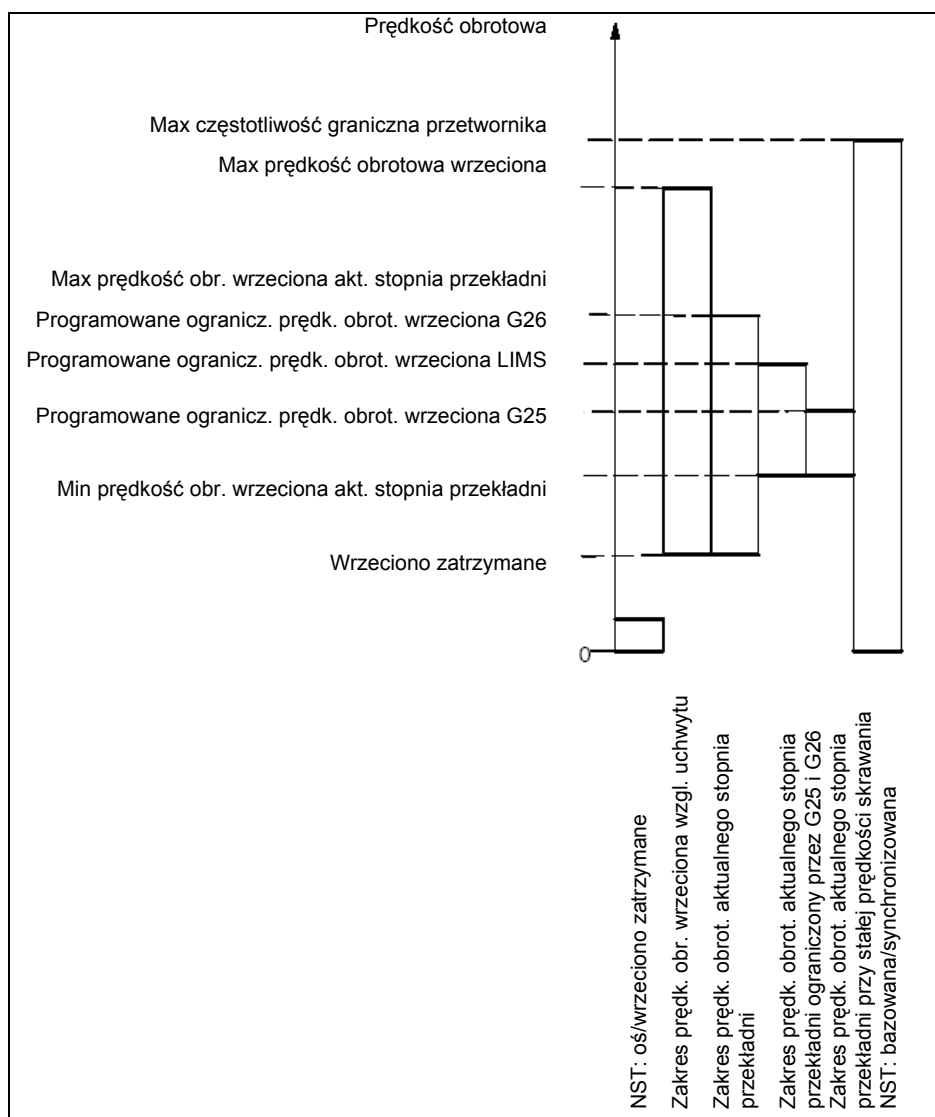 Prędkość obrotowa
Max częstotliwość graniczna przetwornika
Max prędkość obrotowa wrzeciona
Max prędkość obr. wrzeciona akt. stopnia przekładni
Programowane ogranicz. prędk. obrot. wrzeciona G26
Programowane ogranicz. prędk. obrot. wrzeciona LIMS
Programowane ogranicz. prędk. obrot. wrzeciona G25
Min prędkość obr. wrzeciona akt. stopnia przekładni
Wrzeciono zatrzymane
0
NST: oś/wrzeciono zatrzymane
Zakres prędk. obr. wrzeciona wzgl. uchwytu
Zakres prędk. obrot. aktualnego stopnia
przekładni
Zakres prędk. obrot. aktualnego stopnia
przekładni ograniczony przez G25 i G26
Zakres prędk. obrot. aktualnego stopnia
przekładni przy stałej prędkości skrawania
NST: bazowana/synchronizowana